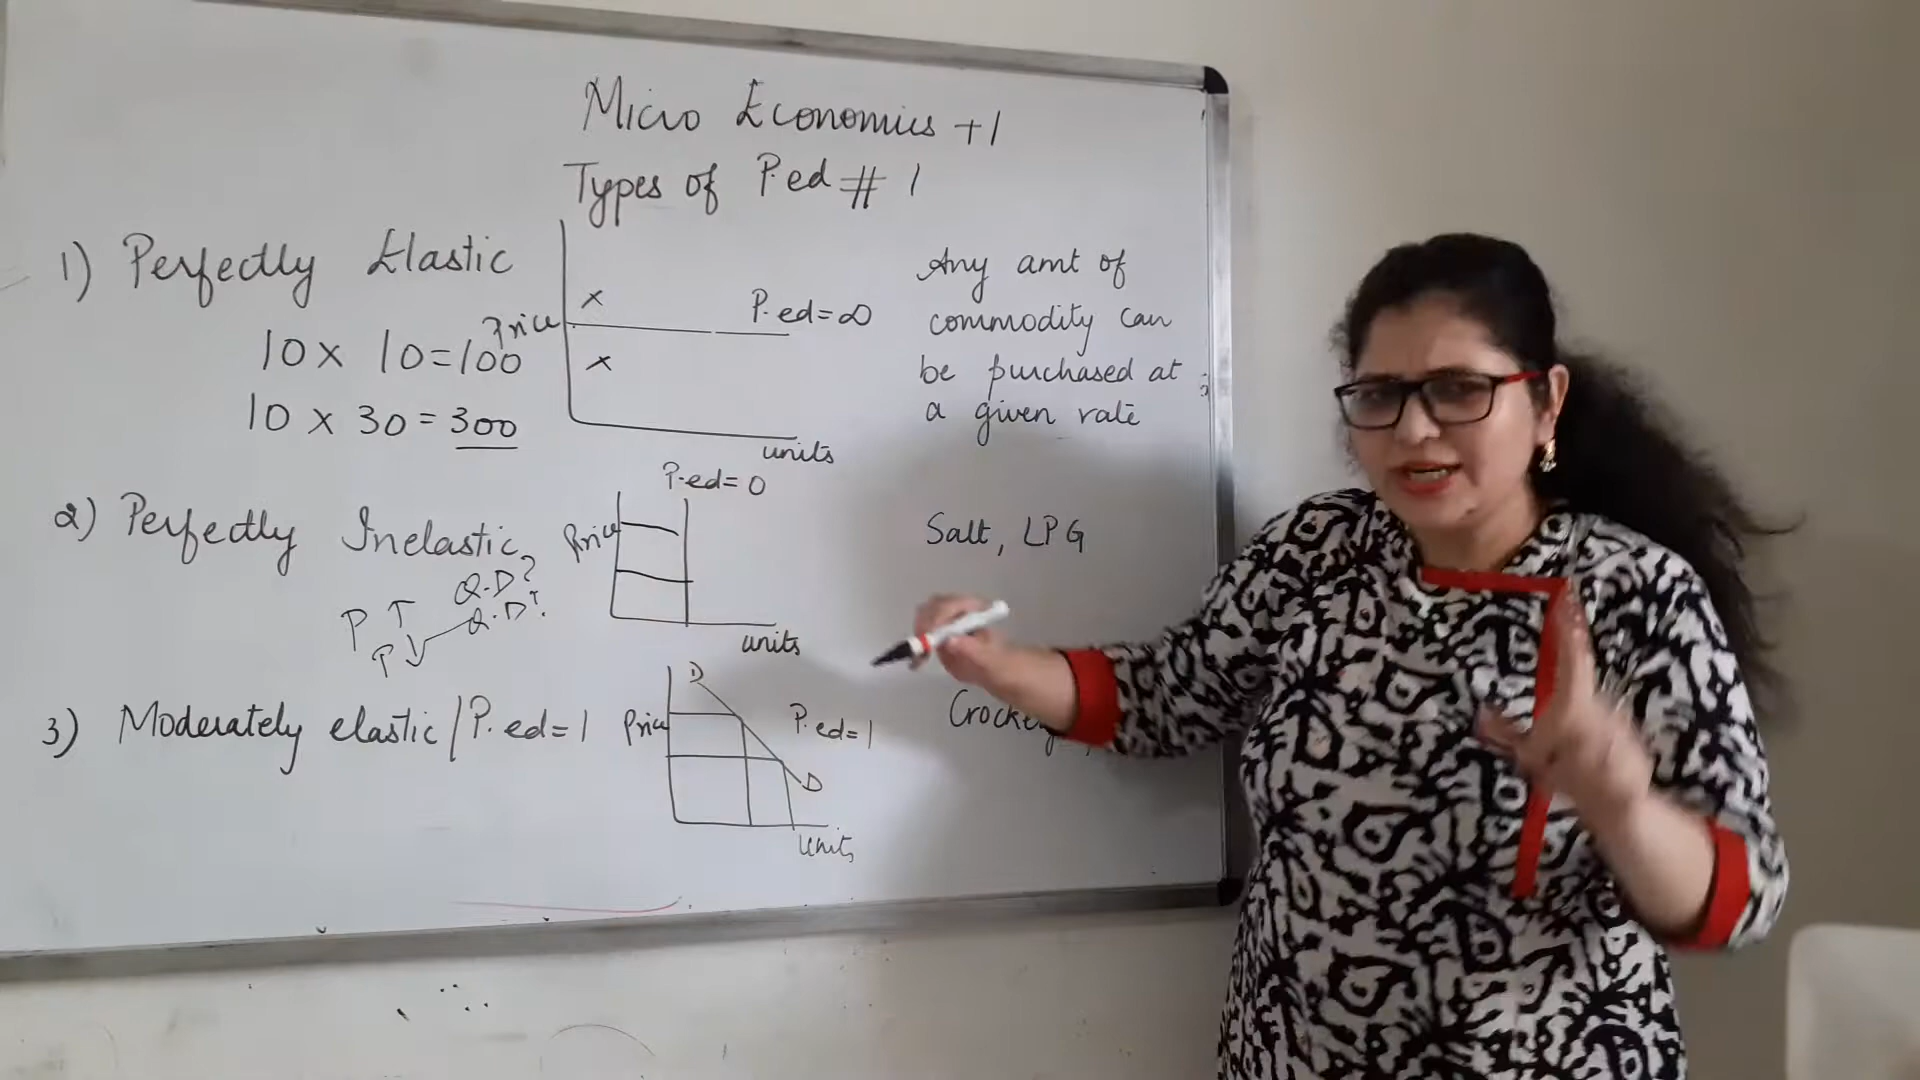 Micro Economics +1
Types of P.ed # 1
1) Perfectly Elastic
10 x 10 = 100
10 x 30 = 300
Price
x
x
P.ed = ∞
units
Any amt of
commodity can
be purchased at
a given rate
2) Perfectly Inelastic
P ↑ Q.D?
P ↓ Q.D?
P.ed = 0
Price
units
Salt, LPG
3) Moderately elastic / P.ed = 1
Price
D
D
P.ed = 1
units